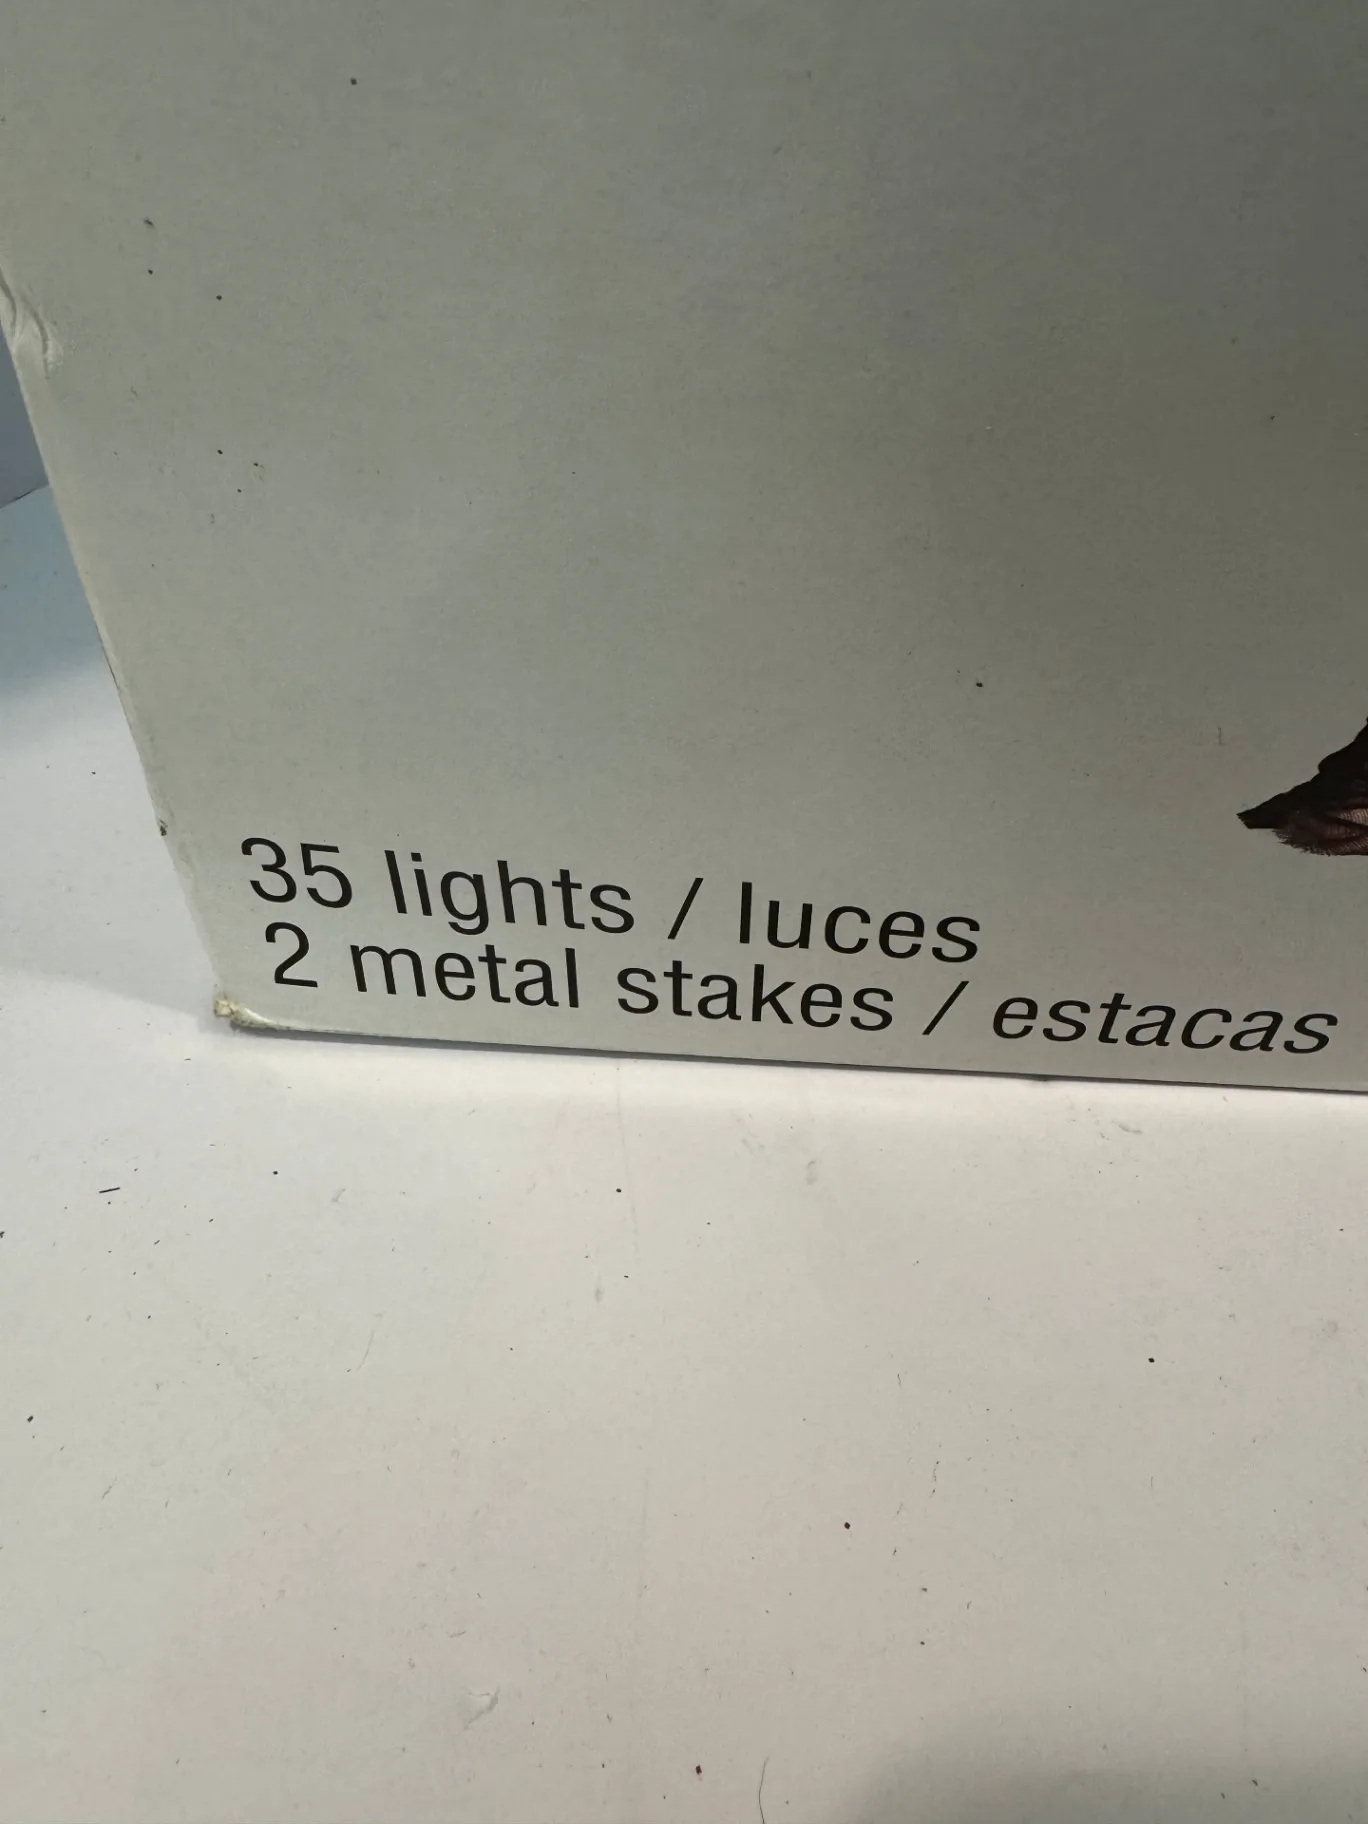 35 lights / luces
2 metal stakes / estacas